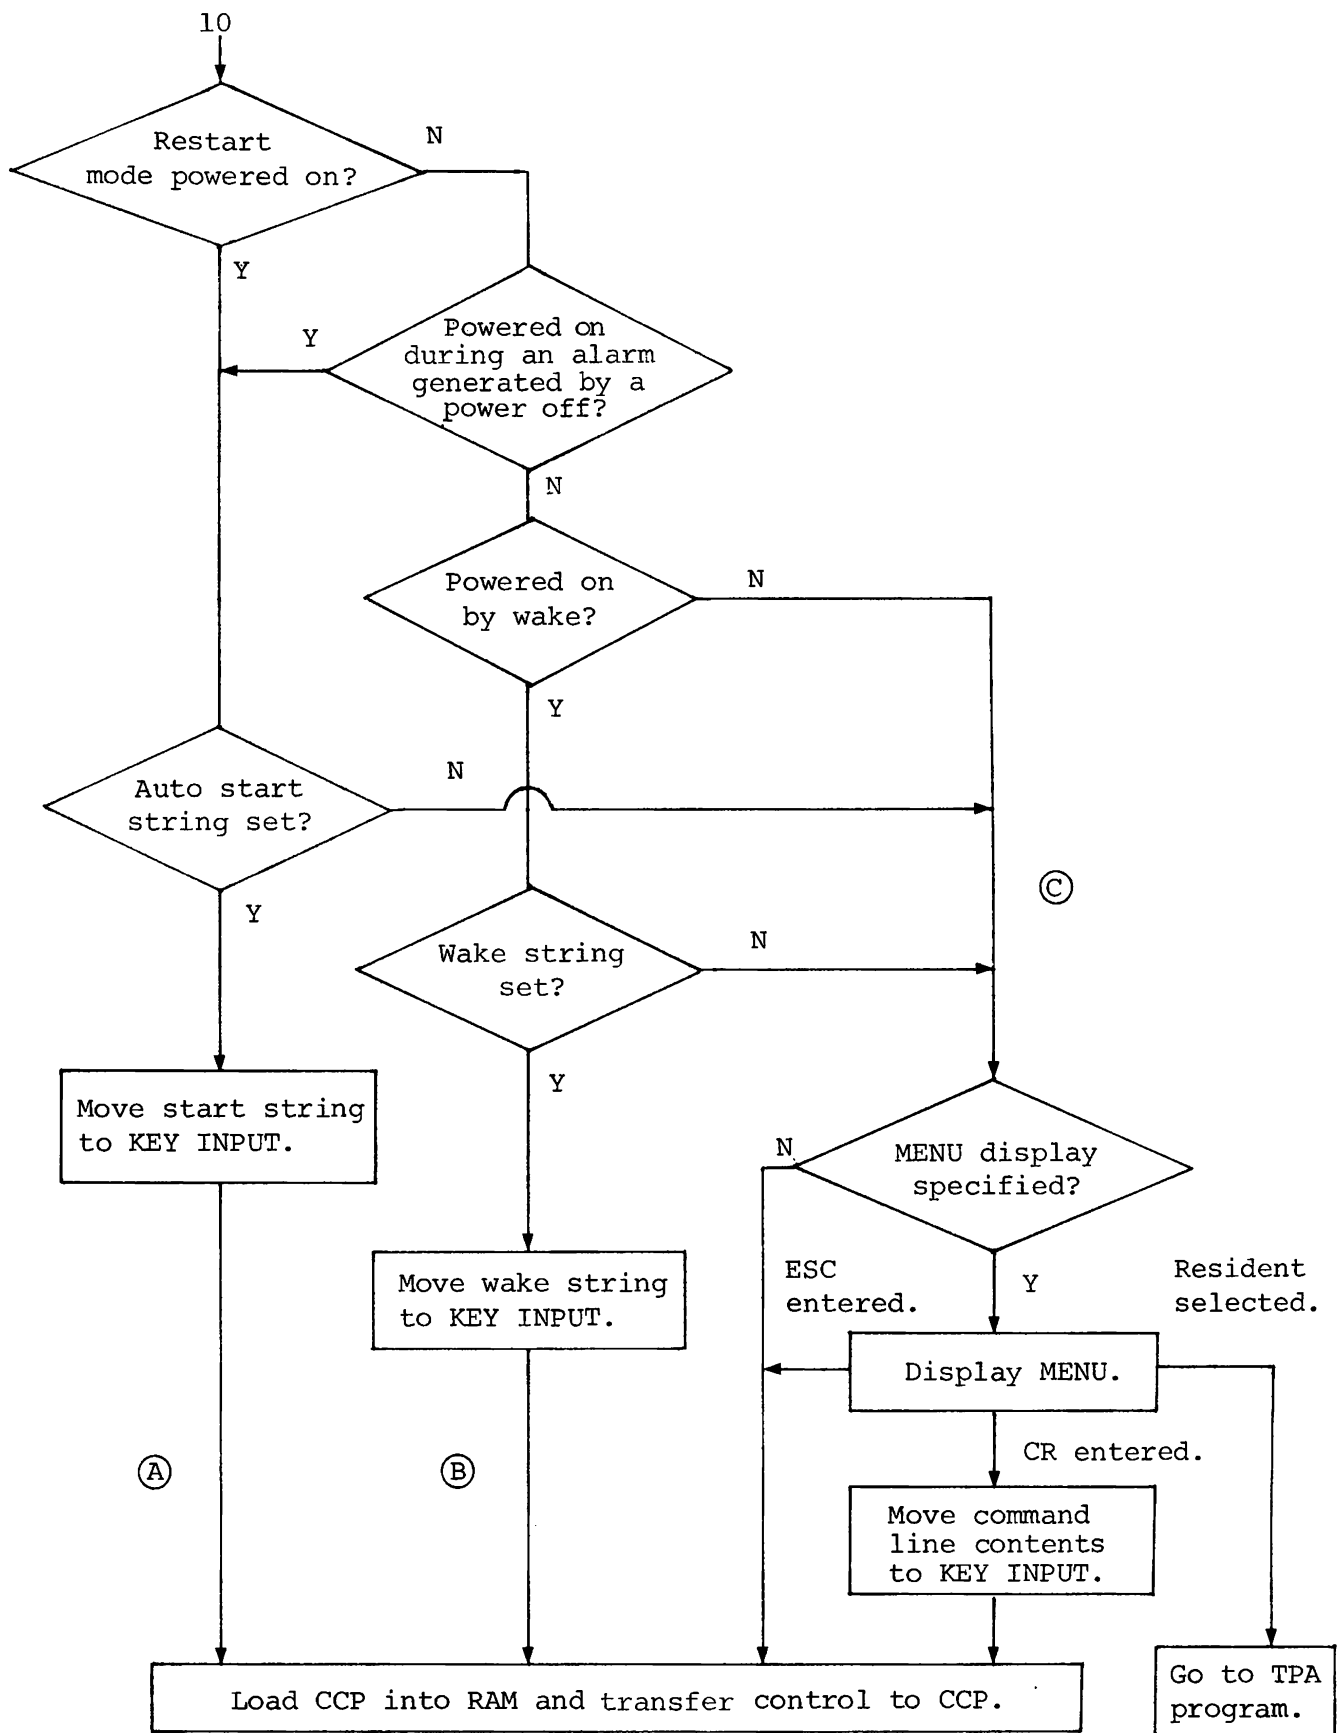 10
Restart
mode powered on?
N
Y
Powered on
during an alarm
generated by a
power off?
Y
N
Powered on
by wake?
N
Y
Auto start
string set?
N
Y
Ⓒ
Wake string
set?
N
Y
Move start string
to KEY INPUT.
MENU display
specified?
N
Y
Move wake string
to KEY INPUT.
ESC
entered.
Resident
selected.
Display MENU.
CR entered.
Ⓐ
Ⓑ
Move command
line contents
to KEY INPUT.
Load CCP into RAM and transfer control to CCP.
Go to TPA
program.